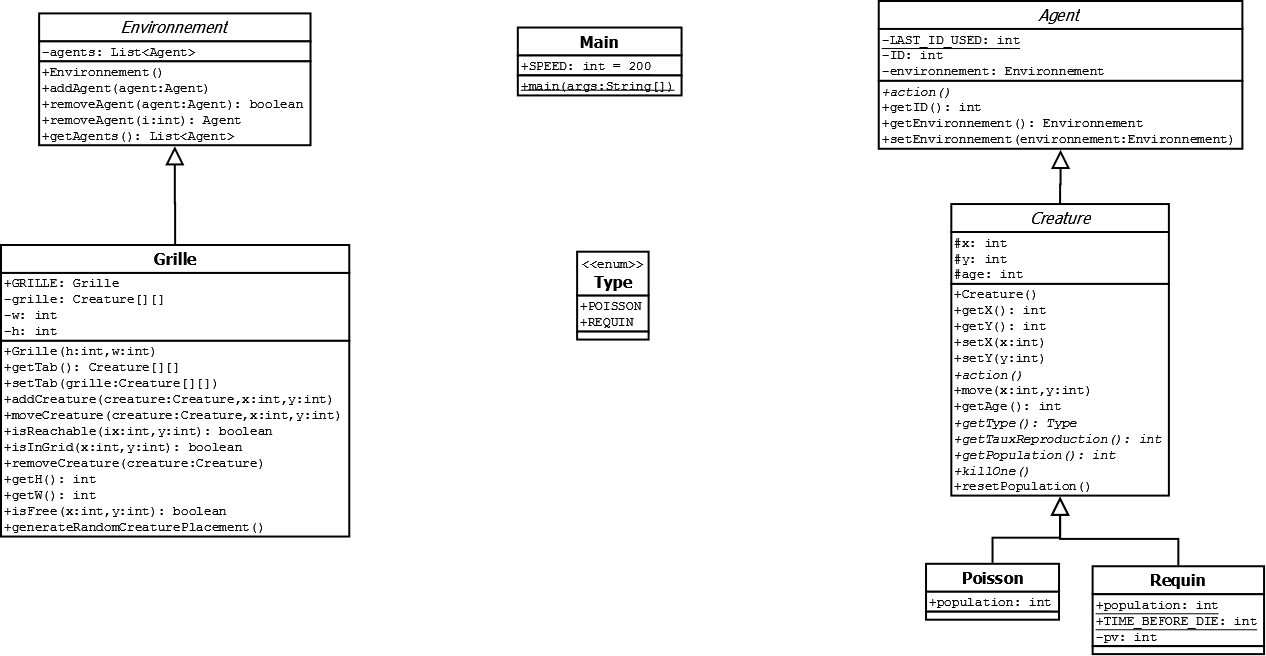 Environnement
-agents: List<Agent>
+Environnement()
+addAgent(agent:Agent)
+removeAgent(agent:Agent): boolean
+removeAgent(i:int): Agent
+getAgents(): List<Agent>
Main
+SPEED: int = 200
+main(args:String[])
Agent
-LAST_ID_USED: int
-ID: int
-environnement: Environnement
+action()
+getID(): int
+getEnvironnement(): Environnement
+setEnvironnement(environnement:Environnement)
Grille
+GRILLE: Grille
-grille: Creature[][]
-w: int
-h: int
+Grille(h:int,w:int)
+getTab(): Creature[][]
+setTab(grille:Creature[][])
+addCreature(creature:Creature,x:int,y:int)
+moveCreature(creature:Creature,x:int,y:int)
+isReachable(ix:int,y:int): boolean
+isInGrid(x:int,y:int): boolean
+removeCreature(creature:Creature)
+getH(): int
+getW(): int
+isFree(x:int,y:int): boolean
+generateRandomCreaturePlacement()
<<enum>>
Type
+POISSON
+REQUIN
Creature
#x: int
#y: int
#age: int
+Creature()
+getX(): int
+getY(): int
+setX(x:int)
+setY(y:int)
+action()
+move(x:int,y:int)
+getAge(): int
+getType(): Type
+getTauxReproduction(): int
+getPopulation(): int
+killOne()
+resetPopulation()
Poisson
+population: int
Requin
+population: int
+TIME_BEFORE_DIE: int
-pv: int